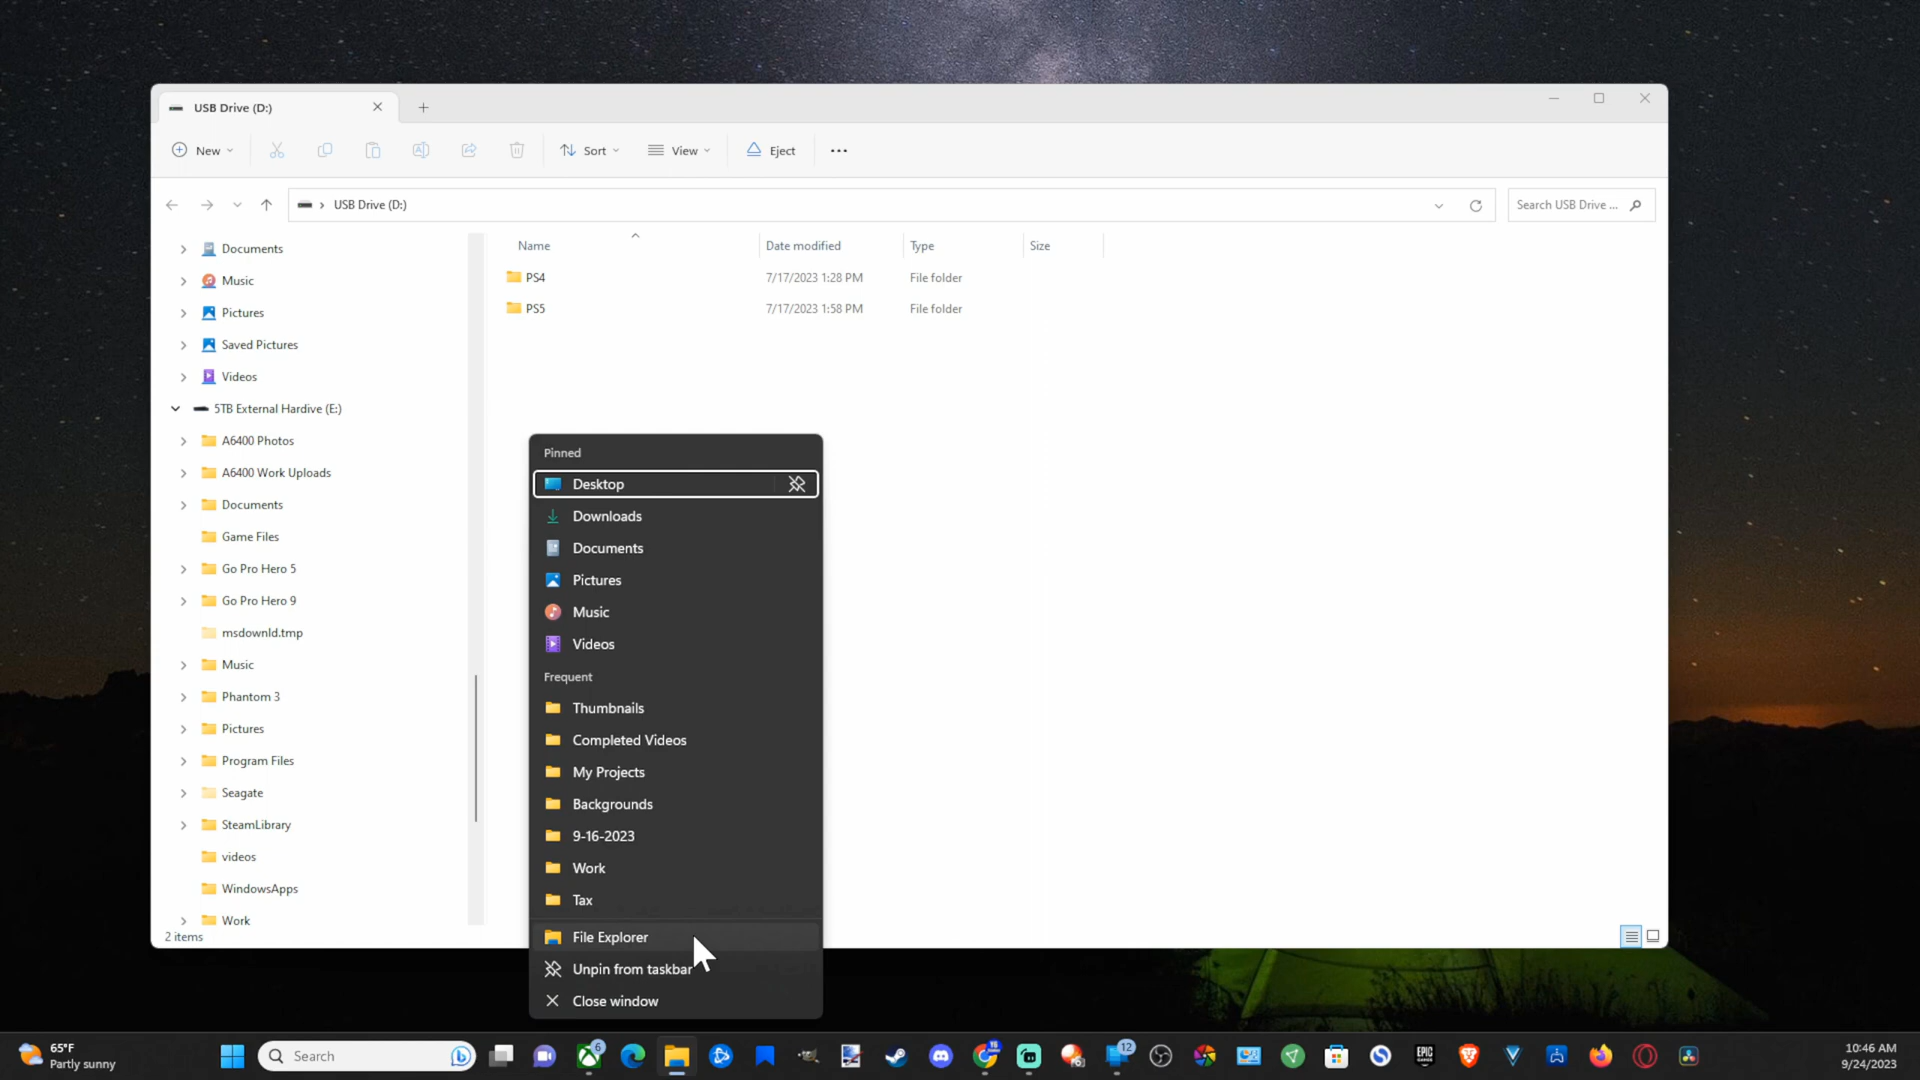 USB Drive (D:)
New
Sort
View
Eject
USB Drive (D:)
Search USB Drive ...
Documents
Music
Pictures
Saved Pictures
Videos
5TB External Hardive (E:)
A6400 Photos
A6400 Work Uploads
Documents
Game Files
Go Pro Hero 5
Go Pro Hero 9
msdownld.tmp
Music
Phantom 3
Pictures
Program Files
Seagate
SteamLibrary
videos
WindowsApps
Work
2 items
Name Date modified Type Size
PS4 7/17/2023 1:28 PM File folder
PS5 7/17/2023 1:58 PM File folder
Pinned
Desktop
Downloads
Documents
Pictures
Music
Videos
Frequent
Thumbnails
Completed Videos
My Projects
Backgrounds
9-16-2023
Work
Tax
File Explorer
Unpin from taskbar
Close window
65°F
Partly sunny
Search
6
12
EPIC
10:46 AM
9/24/2023